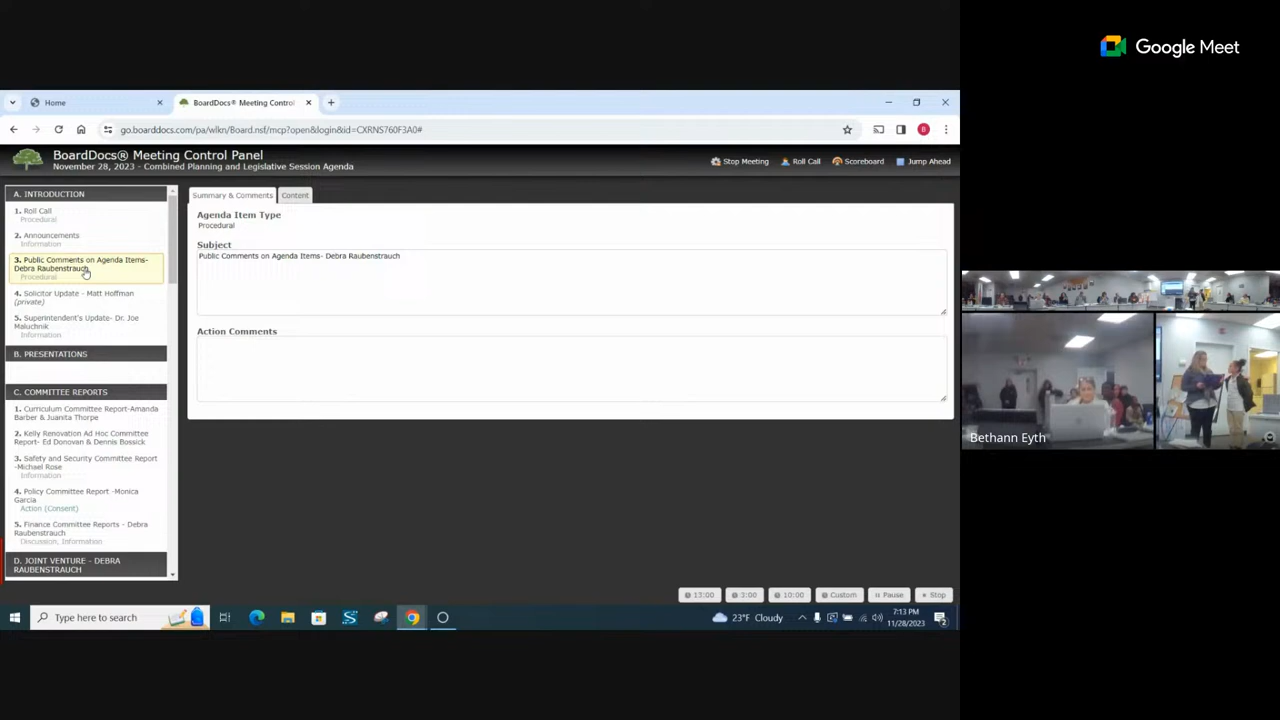 Google Meet
Home
BoardDocs® Meeting Control
go.boarddocs.com/pa/wlkn/Board.nsf/mcp?open&login&id=CXRNS760F3A0#
B
BoardDocs® Meeting Control Panel
November 28, 2023 - Combined Planning and Legislative Session Agenda
Stop Meeting
Roll Call
Scoreboard
Jump Ahead
A. INTRODUCTION
1. Roll Call
Procedural
2. Announcements
Information
3. Public Comments on Agenda Items-
Debra Raubenstrauch
Procedural
4. Solicitor Update - Matt Hoffman
(private)
5. Superintendent's Update- Dr. Joe
Maluchnik
Information
B. PRESENTATIONS
C. COMMITTEE REPORTS
1. Curriculum Committee Report-Amanda
Barber & Juanita Thorpe
2. Kelly Renovation Ad Hoc Committee
Report- Ed Donovan & Dennis Bossick
3. Safety and Security Committee Report
-Michael Rose
Information
4. Policy Committee Report -Monica
Garcia
Action (Consent)
5. Finance Committee Reports - Debra
Raubenstrauch
Discussion, Information
D. JOINT VENTURE - DEBRA
RAUBENSTRAUCH
Summary & Comments
Content
Agenda Item Type
Procedural
Subject
Public Comments on Agenda Items- Debra Raubenstrauch
Action Comments
Bethann Eyth
13:00
3:00
10:00
Custom
Pause
Stop
Type here to search
23°F Cloudy
7:13 PM
11/28/2023
2